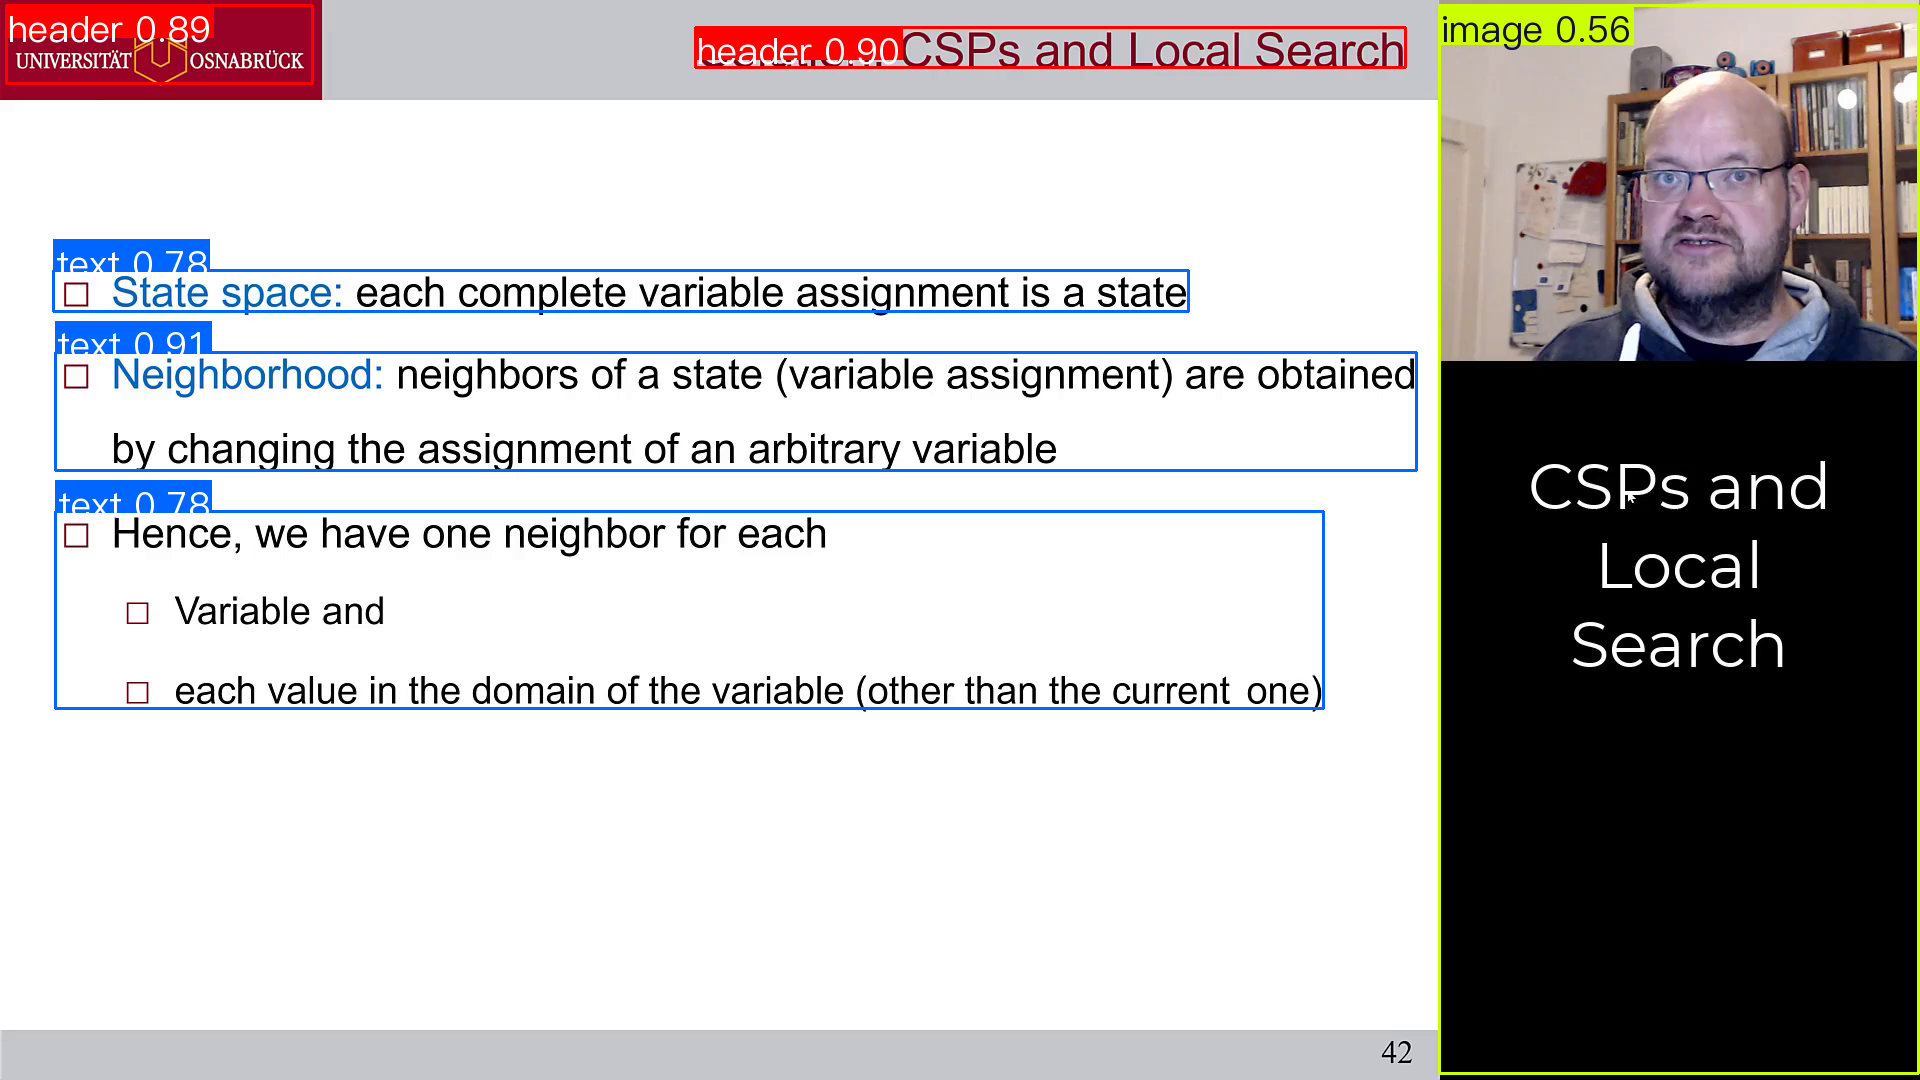 header 0.89
UNIVERSITÄT OSNABRÜCK
header 0.90 CSPs and Local Search
image 0.56
text 0.78
State space: each complete variable assignment is a state
text 0.91
Neighborhood: neighbors of a state (variable assignment) are obtained
by changing the assignment of an arbitrary variable
text 0.78
Hence, we have one neighbor for each
Variable and
each value in the domain of the variable (other than the current one)
CSPs and
Local
Search
42